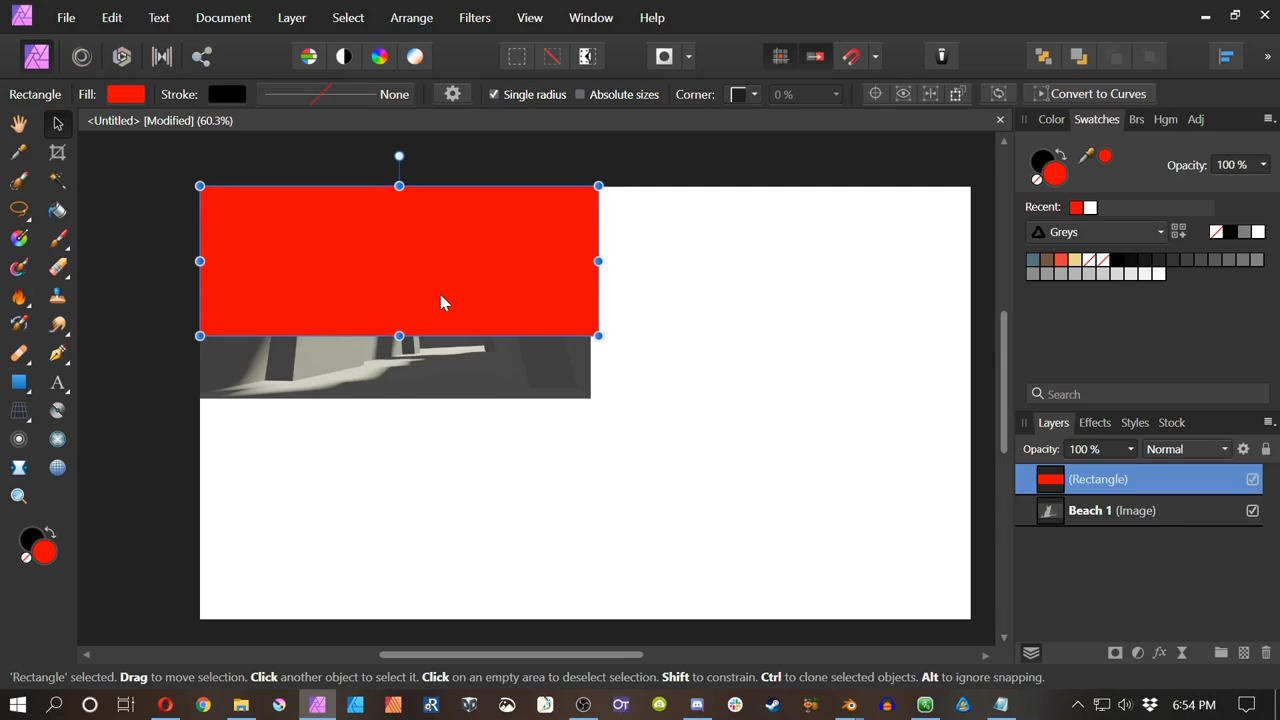 File Edit Text Document Layer Select Arrange Filters View Window Help
Rectangle Fill: Stroke: None Single radius Absolute sizes Corner: 0 % Convert to Curves
<Untitled> [Modified] (60.3%)
Color Swatches Brs Hgm Adj
Opacity: 100 %
Recent:
Greys
Search
Layers Effects Styles Stock
Opacity: 100 % Normal
(Rectangle)
Beach 1 (Image)
'Rectangle' selected. Drag to move selection. Click another object to select it. Click on an empty area to deselect selection. Shift to constrain. Ctrl to clone selected objects. Alt to ignore snapping.
6:54 PM